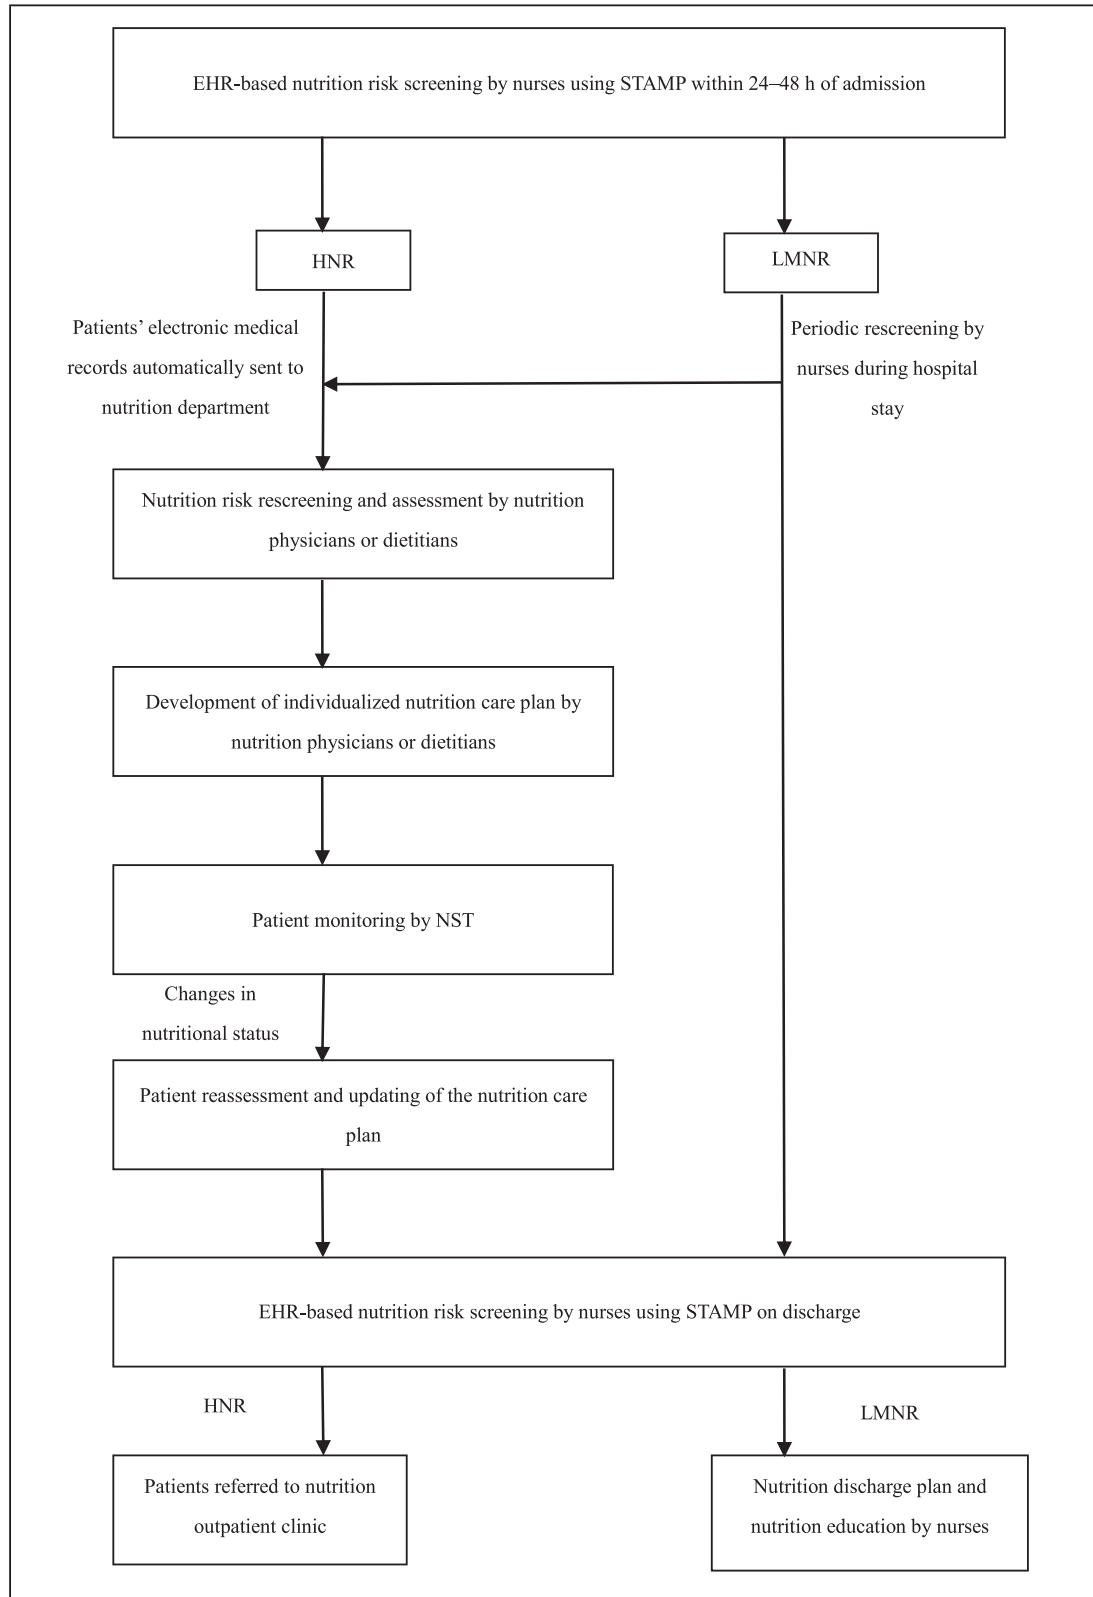 EHR-based nutrition risk screening by nurses using STAMP within 24–48 h of admission
HNR
LMNR
Patients’ electronic medical
records automatically sent to
nutrition department
Periodic rescreening by
nurses during hospital
stay
Nutrition risk rescreening and assessment by nutrition
physicians or dietitians
Development of individualized nutrition care plan by
nutrition physicians or dietitians
Patient monitoring by NST
Changes in
nutritional status
Patient reassessment and updating of the nutrition care
plan
EHR-based nutrition risk screening by nurses using STAMP on discharge
HNR
LMNR
Patients referred to nutrition
outpatient clinic
Nutrition discharge plan and
nutrition education by nurses